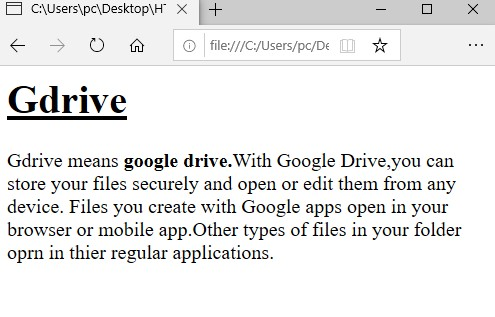 C:\Users\pc\Desktop\HT
file:///C:/Users/pc/De
Gdrive
Gdrive means google drive.With Google Drive,you can
store your files securely and open or edit them from any
device. Files you create with Google apps open in your
browser or mobile app.Other types of files in your folder
oprn in thier regular applications.